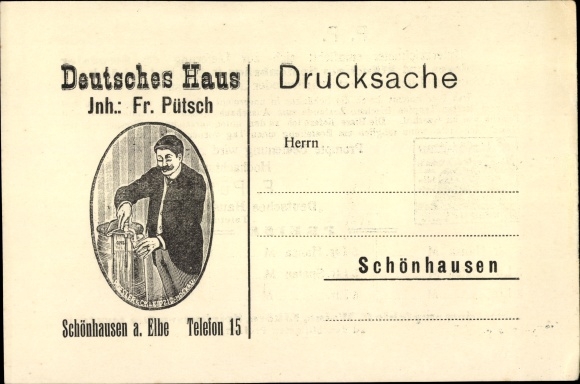 Deutsches Haus
Jnh.: Fr. Pütsch
Schönhausen a. Elbe Telefon 15
Drucksache
Herrn
Schönhausen